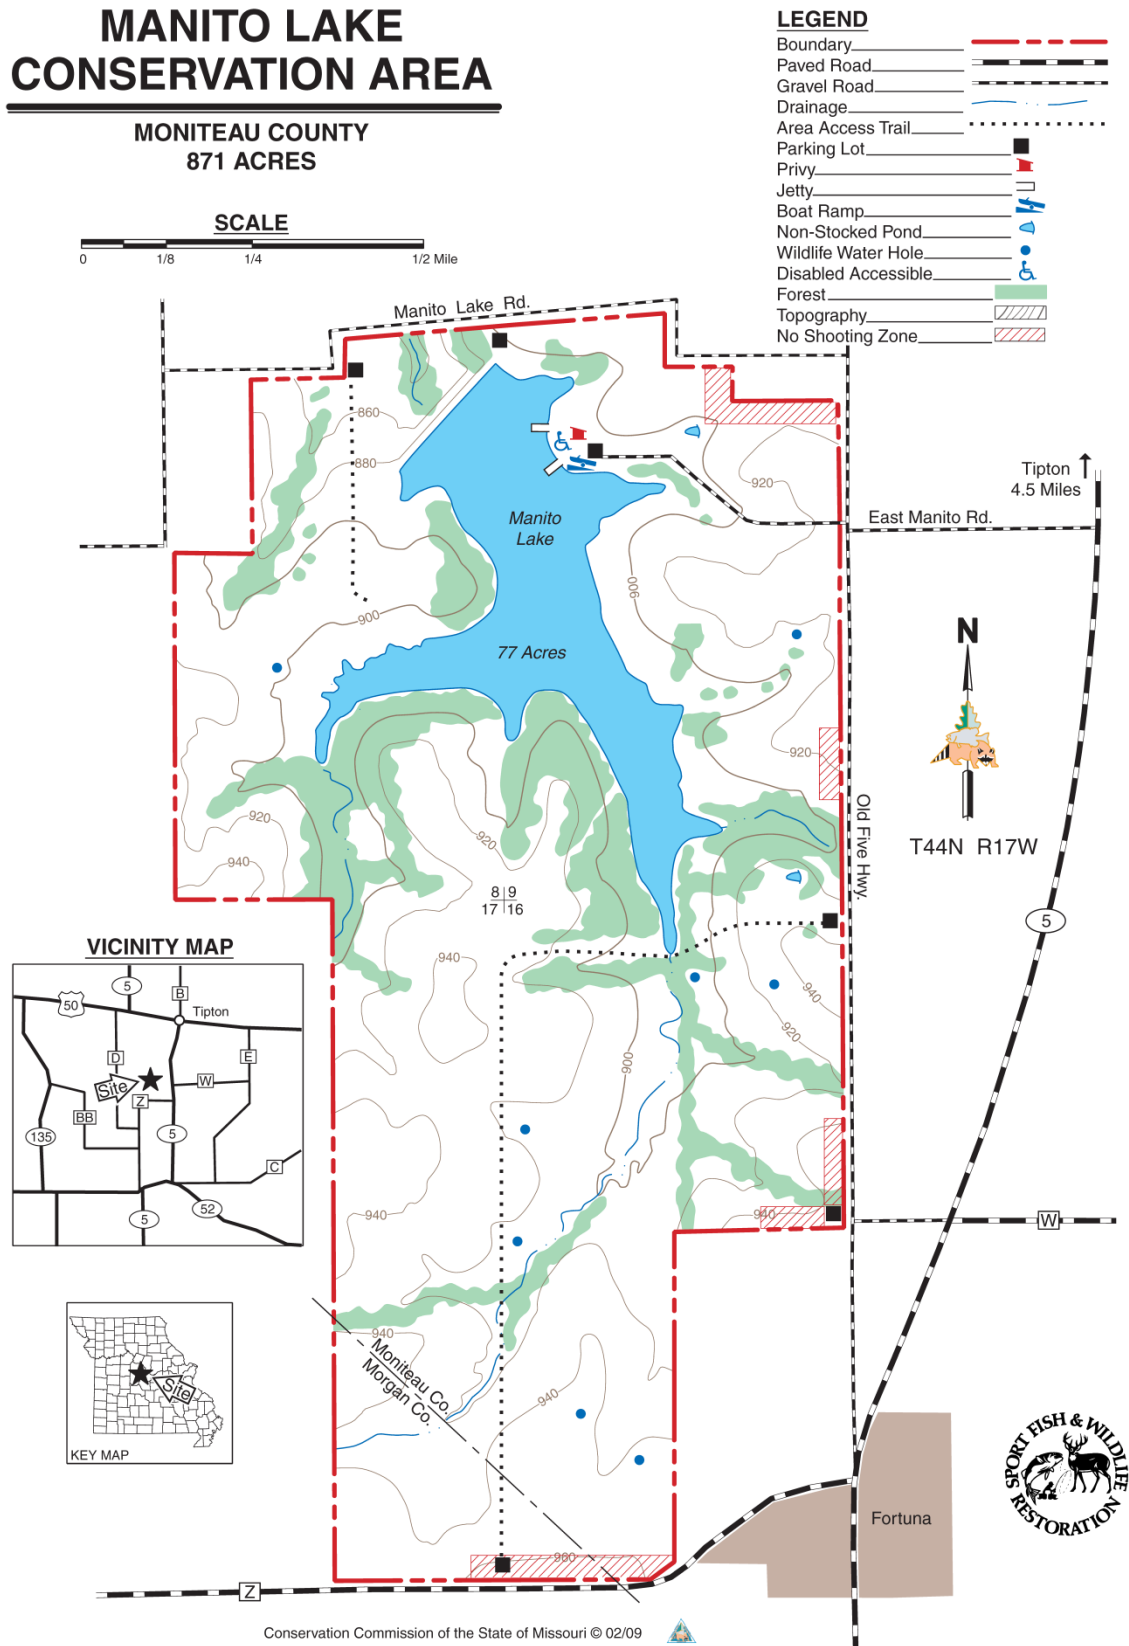 MANITO LAKE
CONSERVATION AREA
MONITEAU COUNTY
871 ACRES
SCALE
0 1/8 1/4 1/2 Mile
LEGEND
Boundary
Paved Road
Gravel Road
Drainage
Area Access Trail
Parking Lot
Privy
Jetty
Boat Ramp
Non-Stocked Pond
Wildlife Water Hole
Disabled Accessible
Forest
Topography
No Shooting Zone
Manito Lake Rd.
860
880
920
Tipton
4.5 Miles
East Manito Rd.
Manito
Lake
900
900
77 Acres
N
T44N R17W
920
Old Five Hwy.
920
920
940
8 9
17 16
5
940
940
920
900
VICINITY MAP
5
B
50
Tipton
D
E
Site
W
Z
BB
135
5
C
5
52
940
940
W
940
Moniteau Co.
Morgan Co.
940
Site
KEY MAP
SPORT FISH & WILDLIFE
RESTORATION
Fortuna
960
Z
Conservation Commission of the State of Missouri © 02/09